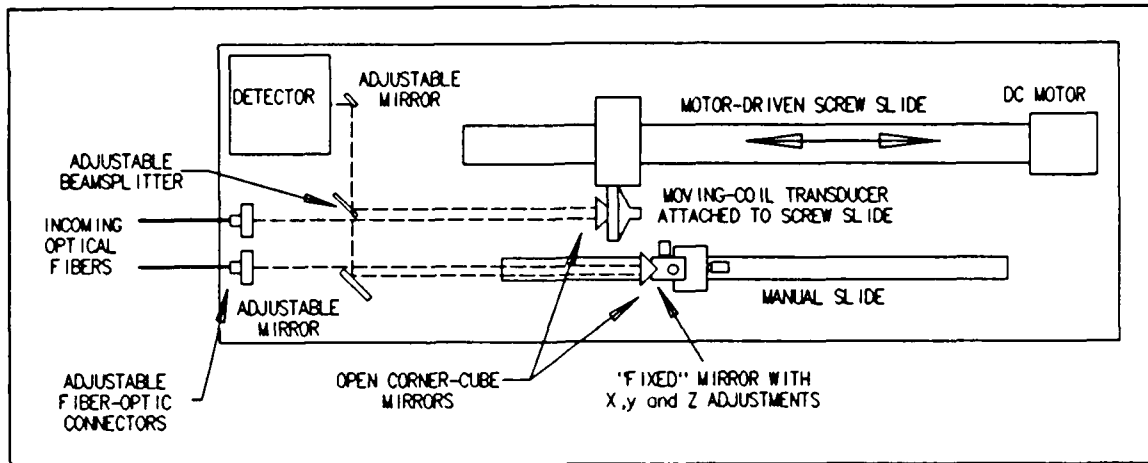 DETECTOR
ADJUSTABLE
MIRROR
MOTOR-DRIVEN SCREW SLIDE
DC MOTOR
ADJUSTABLE
BEAMSPLITTER
MOVING-COIL TRANSDUCER
ATTACHED TO SCREW SLIDE
INCOMING
OPTICAL
FIBERS
ADJUSTABLE
MIRROR
MANUAL SLIDE
ADJUSTABLE
FIBER-OPTIC
CONNECTORS
OPEN CORNER-CUBE
MIRRORS
"FIXED" MIRROR WITH
X,y and Z ADJUSTMENTS